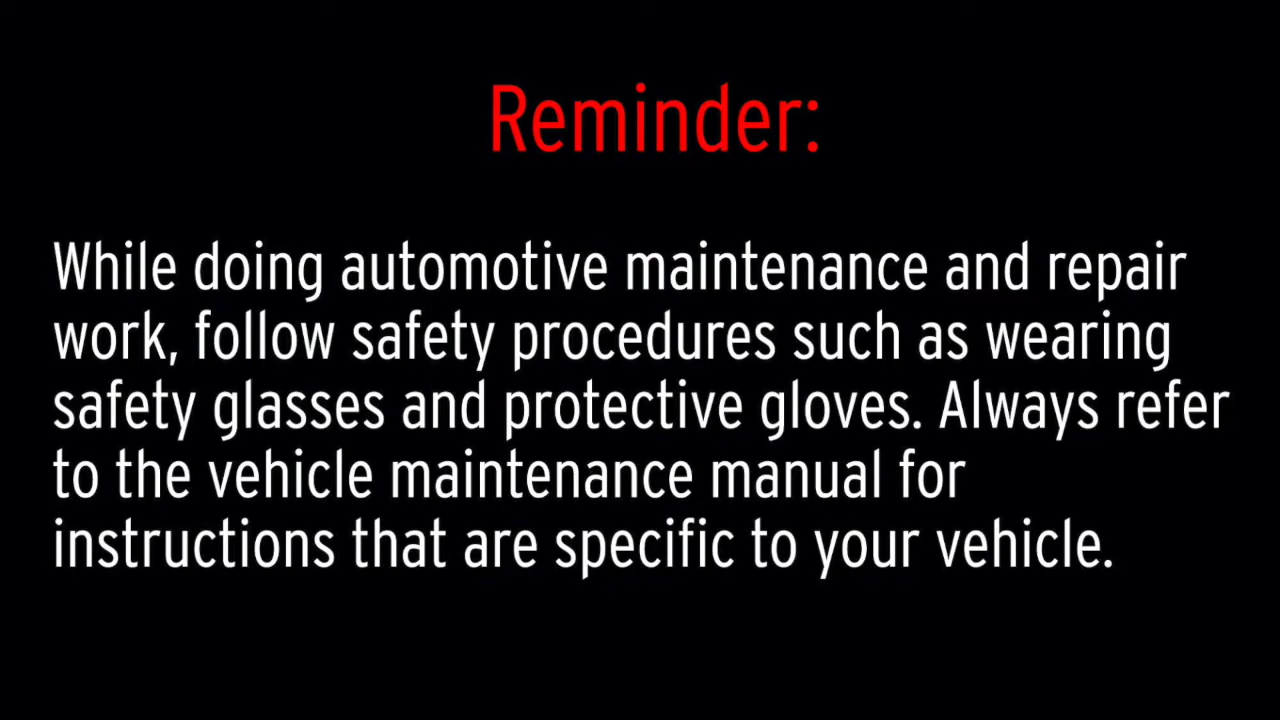 Reminder:
While doing automotive maintenance and repair
work, follow safety procedures such as wearing
safety glasses and protective gloves. Always refer
to the vehicle maintenance manual for
instructions that are specific to your vehicle.